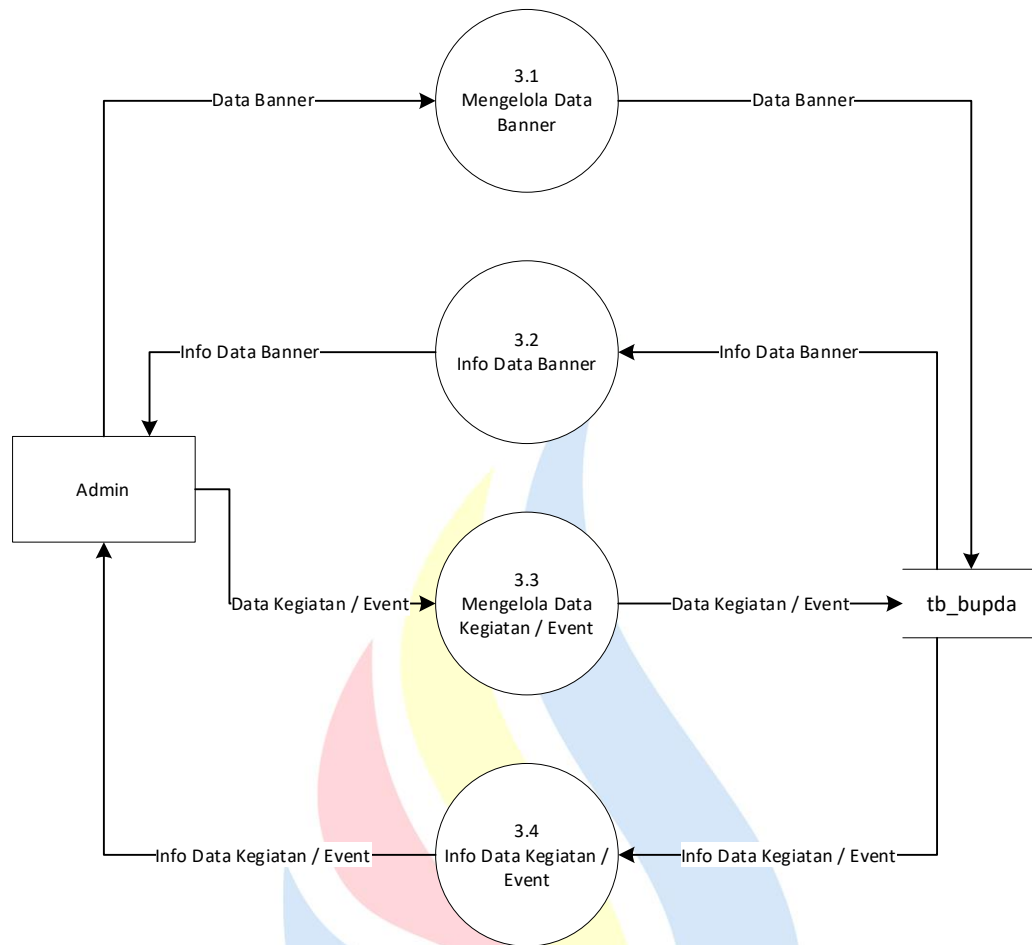 3.1
Mengelola Data
Banner
Data Banner
Data Banner
3.2
Info Data Banner
Info Data Banner
Info Data Banner
Admin
3.3
Mengelola Data
Kegiatan / Event
Data Kegiatan / Event
Data Kegiatan / Event
tb_bupda
3.4
Info Data Kegiatan /
Event
Info Data Kegiatan / Event
Info Data Kegiatan / Event